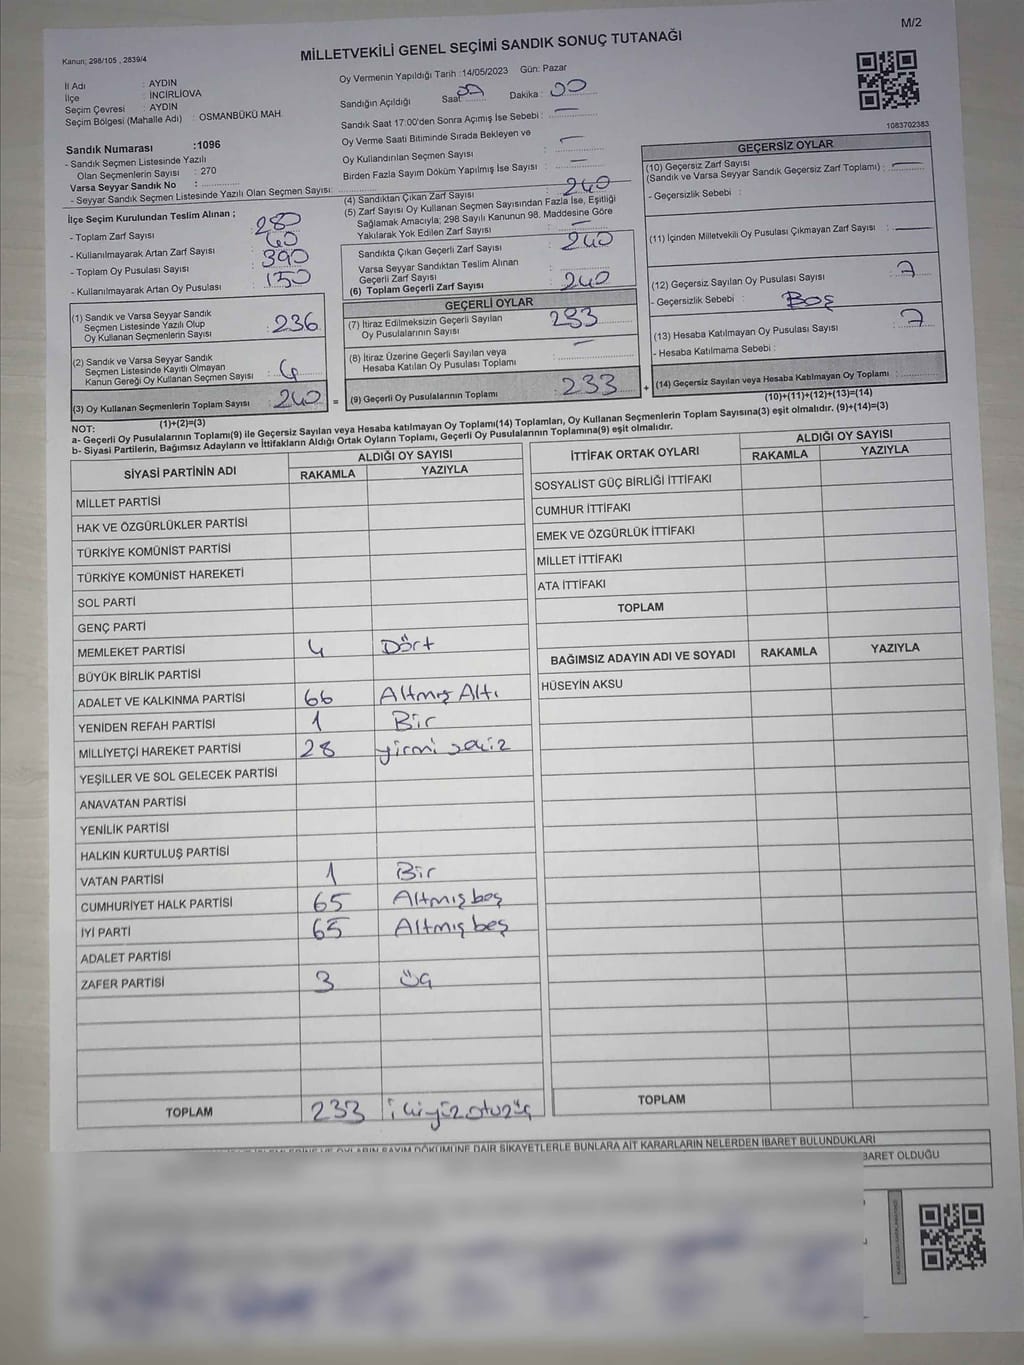 M/2
Kanun; 298/105 , 2839/4
MİLLETVEKİLİ GENEL SEÇİMİ SANDIK SONUÇ TUTANAĞI
İl Adı : AYDIN
İlçe : İNCİRLİOVA
Seçim Çevresi : AYDIN
Seçim Bölgesi (Mahalle Adı) : OSMANBÜKÜ MAH.
Oy Vermenin Yapıldığı Tarih :14/05/2023 Gün: Pazar
Sandığın Açıldığı Saat: Dakika : 00
Sandık Saat 17:00'den Sonra Açımış İse Sebebi : —
Oy Verme Saati Bitiminde Sırada Bekleyen ve
Oy Kullandırılan Seçmen Sayısı : —
Birden Fazla Sayım Döküm Yapılmış İse Sayısı : —
1083702383
Sandık Numarası :1096
- Sandık Seçmen Listesinde Yazılı
Olan Seçmenlerin Sayısı : 270
Varsa Seyyar Sandık No :
- Seyyar Sandık Seçmen Listesinde Yazılı Olan Seçmen Sayısı:
İlçe Seçim Kurulundan Teslim Alınan ;
- Toplam Zarf Sayısı : 280
- Kullanılmayarak Artan Zarf Sayısı : 40
- Toplam Oy Pusulası Sayısı : 390
- Kullanılmayarak Artan Oy Pusulası : 150
(1) Sandık ve Varsa Seyyar Sandık
Seçmen Listesinde Yazılı Olup
Oy Kullanan Seçmenlerin Sayısı : 236
(2) Sandık ve Varsa Seyyar Sandık
Seçmen Listesinde Kayıtlı Olmayan
Kanun Gereği Oy Kullanan Seçmen Sayısı : 4
(3) Oy Kullanan Seçmenlerin Toplam Sayısı : 240
(1)+(2)=(3)
(4) Sandıktan Çıkan Zarf Sayısı : 240
(5) Zarf Sayısı Oy Kullanan Seçmen Sayısından Fazla İse, Eşitliği
Sağlamak Amacıyla; 298 Sayılı Kanunun 98. Maddesine Göre
Yakılarak Yok Edilen Zarf Sayısı : —
Sandıkta Çıkan Geçerli Zarf Sayısı : 240
Varsa Seyyar Sandıktan Teslim Alınan
Geçerli Zarf Sayısı :
(6) Toplam Geçerli Zarf Sayısı : 240
GEÇERLİ OYLAR
(7) İtiraz Edilmeksizin Geçerli Sayılan
Oy Pusulalarının Sayısı : 233
(8) İtiraz Üzerine Geçerli Sayılan veya
Hesaba Katılan Oy Pusulası Toplamı : —
= (9) Geçerli Oy Pusulalarının Toplamı : 233 +
GEÇERSİZ OYLAR
(10) Geçersiz Zarf Sayısı
(Sandık ve Varsa Seyyar Sandık Geçersiz Zarf Toplamı) : —
- Geçersizlik Sebebi :
(11) İçinden Milletvekili Oy Pusulası Çıkmayan Zarf Sayısı : —
(12) Geçersiz Sayılan Oy Pusulası Sayısı : 7
- Geçersizlik Sebebi : Boş
(13) Hesaba Katılmayan Oy Pusulası Sayısı : 7
- Hesaba Katılmama Sebebi :
(14) Geçersiz Sayılan veya Hesaba Katılmayan Oy Toplamı :
(10)+(11)+(12)+(13)=(14)
NOT:
a- Geçerli Oy Pusulalarının Toplamı(9) ile Geçersiz Sayılan veya Hesaba katılmayan Oy Toplamı(14) Toplamları, Oy Kullanan Seçmenlerin Toplam Sayısına(3) eşit olmalıdır. (9)+(14)=(3)
b- Siyasi Partilerin, Bağımsız Adayların ve İttifakların Aldığı Ortak Oyların Toplamı, Geçerli Oy Pusulalarının Toplamına(9) eşit olmalıdır.
SİYASİ PARTİNİN ADI ALDIĞI OY SAYISI
RAKAMLA YAZIYLA
MİLLET PARTİSİ
HAK VE ÖZGÜRLÜKLER PARTİSİ
TÜRKİYE KOMÜNİST PARTİSİ
TÜRKİYE KOMÜNİST HAREKETİ
SOL PARTİ
GENÇ PARTİ
MEMLEKET PARTİSİ 4 Dört
BÜYÜK BİRLİK PARTİSİ
ADALET VE KALKINMA PARTİSİ 66 Altmış Altı
YENİDEN REFAH PARTİSİ 1 Bir
MİLLİYETÇİ HAREKET PARTİSİ 28 yirmi sekiz
YEŞİLLER VE SOL GELECEK PARTİSİ
ANAVATAN PARTİSİ
YENİLİK PARTİSİ
HALKIN KURTULUŞ PARTİSİ
VATAN PARTİSİ 1 Bir
CUMHURİYET HALK PARTİSİ 65 Altmış beş
İYİ PARTİ 65 Altmış beş
ADALET PARTİSİ
ZAFER PARTİSİ 3 Üç
TOPLAM 233 ikiyüzotuzüç
İTTİFAK ORTAK OYLARI ALDIĞI OY SAYISI
RAKAMLA YAZIYLA
SOSYALİST GÜÇ BİRLİĞİ İTTİFAKI
CUMHUR İTTİFAKI
EMEK VE ÖZGÜRLÜK İTTİFAKI
MİLLET İTTİFAKI
ATA İTTİFAKI
TOPLAM
BAĞIMSIZ ADAYIN ADI VE SOYADI RAKAMLA YAZIYLA
HÜSEYİN AKSU
TOPLAM
OYLARIN SAYIM DÖKÜMÜNE DAİR ŞİKAYETLERLE BUNLARA AİT KARARLARIN NELERDEN İBARET BULUNDUKLARI
İBARET OLDUĞU